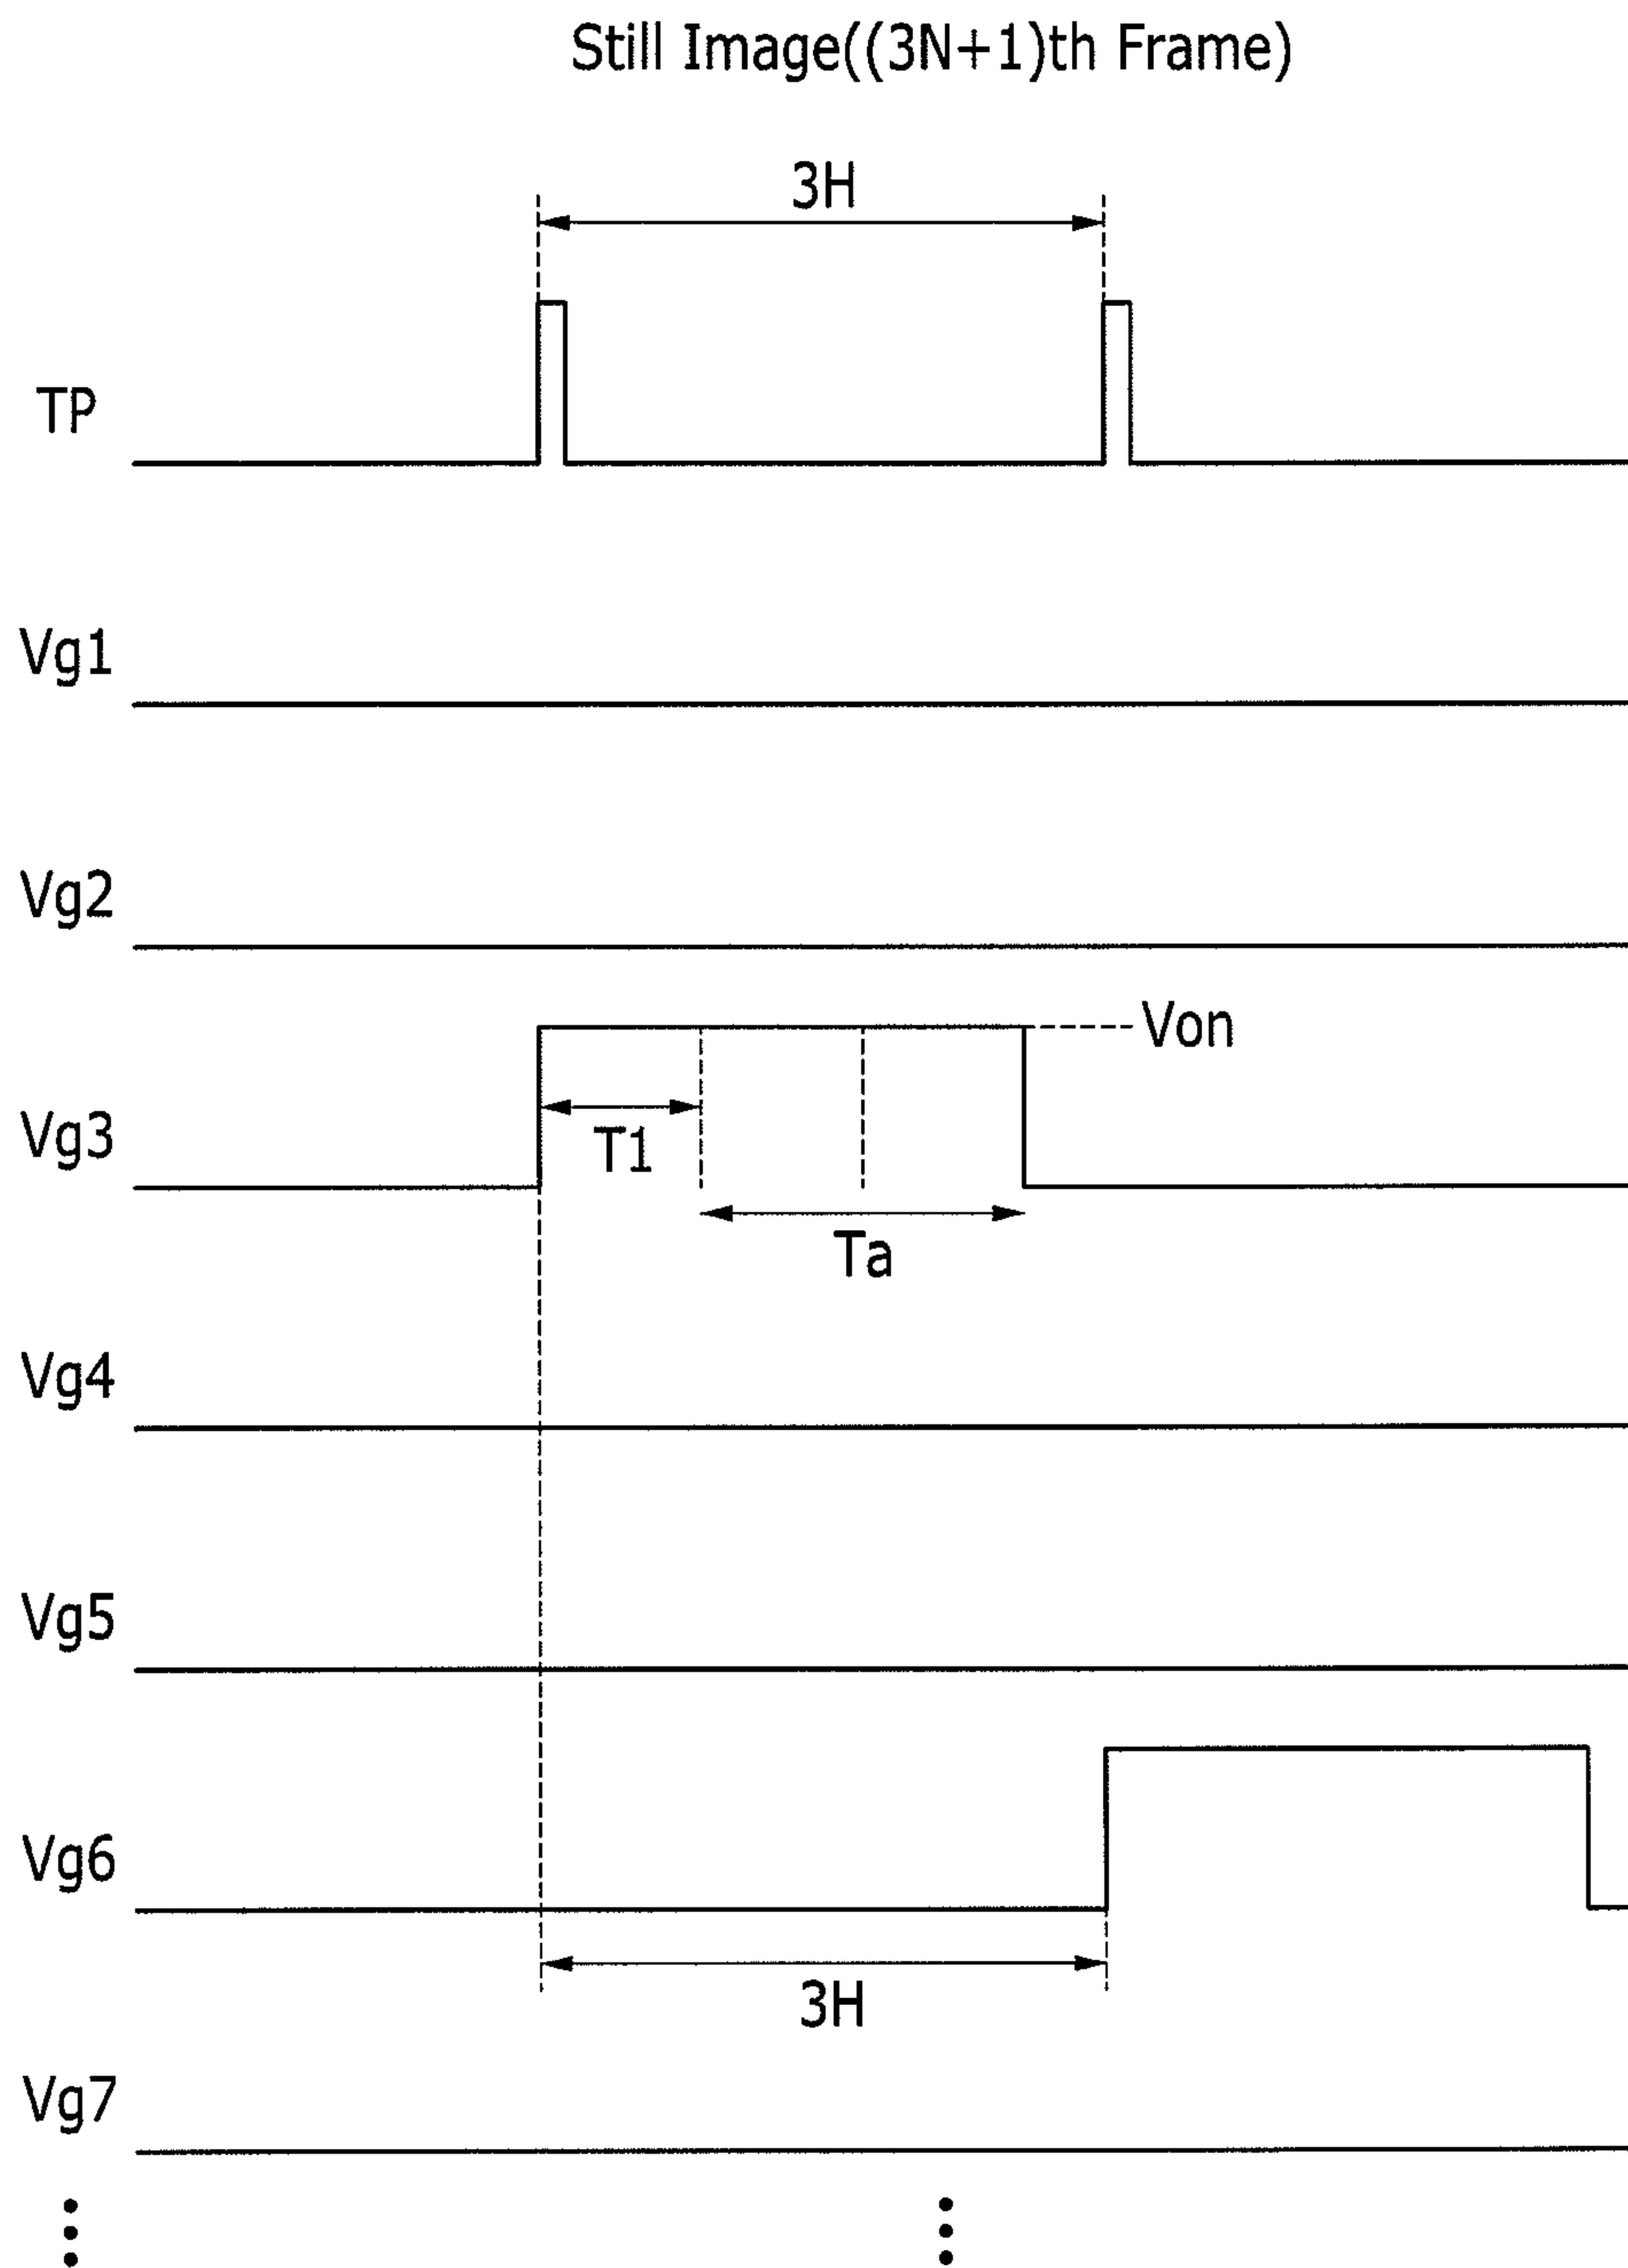 Still Image((3N+1)th Frame)
3H
TP
Vg1
Vg2
Von
Vg3
T1
Ta
Vg4
Vg5
Vg6
3H
Vg7